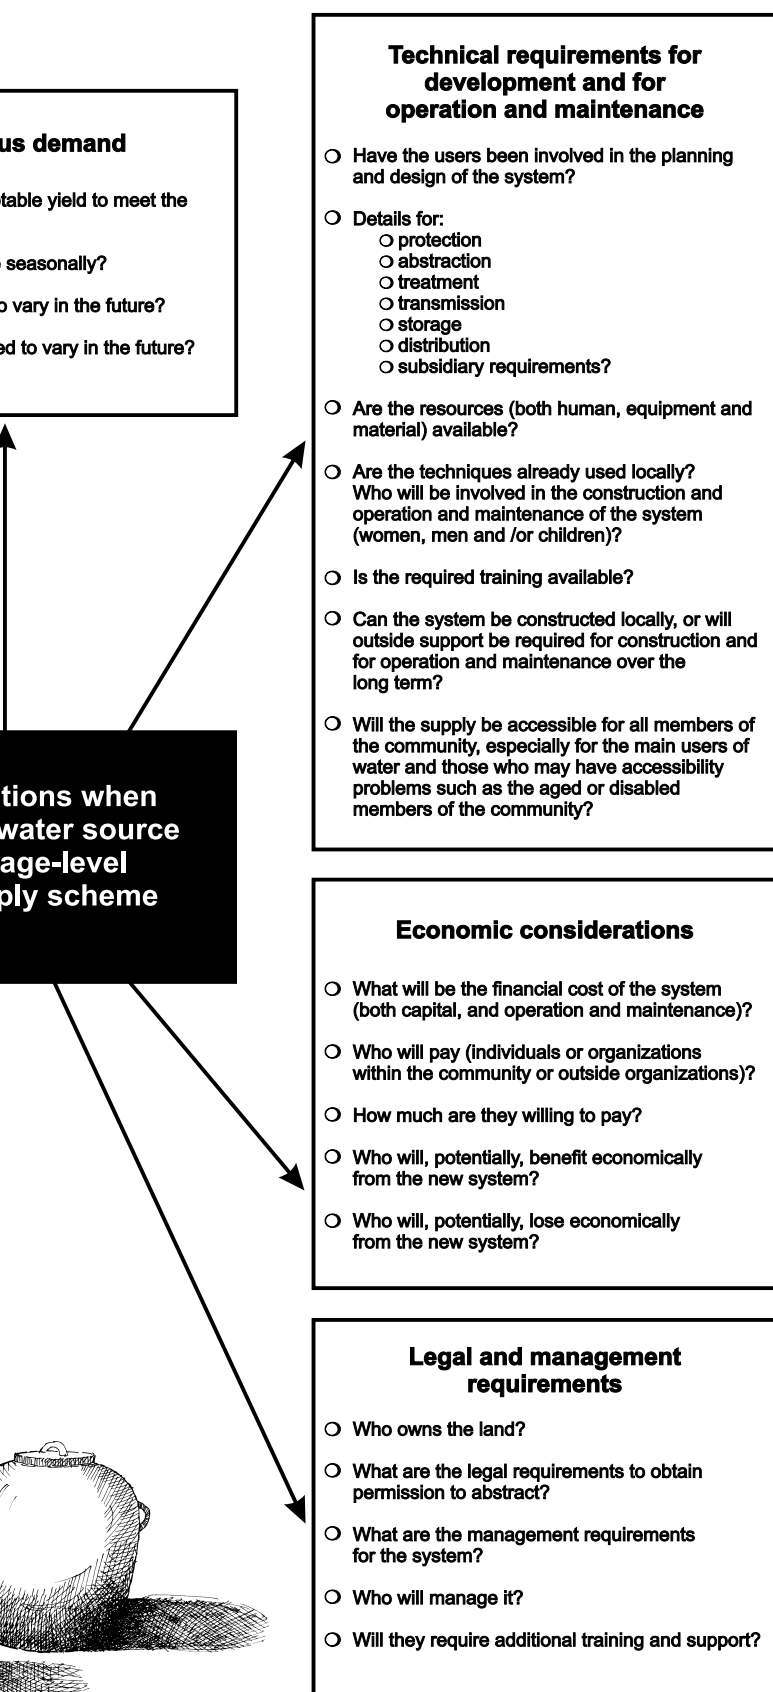 us demand
table yield to meet the
seasonally?
vary in the future?
ed to vary in the future?
tions when
water source
age-level
ply scheme
Technical requirements for
development and for
operation and maintenance
Have the users been involved in the planning
and design of the system?
Details for:
protection
abstraction
treatment
transmission
storage
distribution
subsidiary requirements?
Are the resources (both human, equipment and
material) available?
Are the techniques already used locally?
Who will be involved in the construction and
operation and maintenance of the system
(women, men and /or children)?
Is the required training available?
Can the system be constructed locally, or will
outside support be required for construction and
for operation and maintenance over the
long term?
Will the supply be accessible for all members of
the community, especially for the main users of
water and those who may have accessibility
problems such as the aged or disabled
members of the community?
Economic considerations
What will be the financial cost of the system
(both capital, and operation and maintenance)?
Who will pay (individuals or organizations
within the community or outside organizations)?
How much are they willing to pay?
Who will, potentially, benefit economically
from the new system?
Who will, potentially, lose economically
from the new system?
Legal and management
requirements
Who owns the land?
What are the legal requirements to obtain
permission to abstract?
What are the management requirements
for the system?
Who will manage it?
Will they require additional training and support?